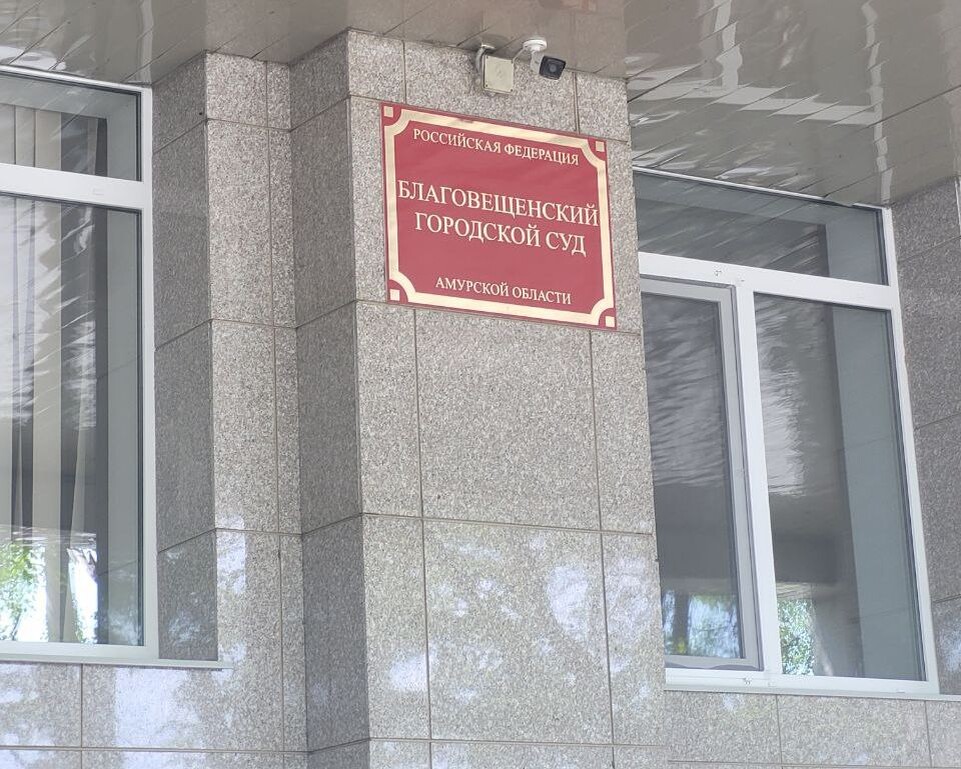 РОССИЙСКАЯ ФЕДЕРАЦИЯ
БЛАГОВЕЩЕНСКИЙ
ГОРОДСКОЙ СУД
АМУРСКОЙ ОБЛАСТИ